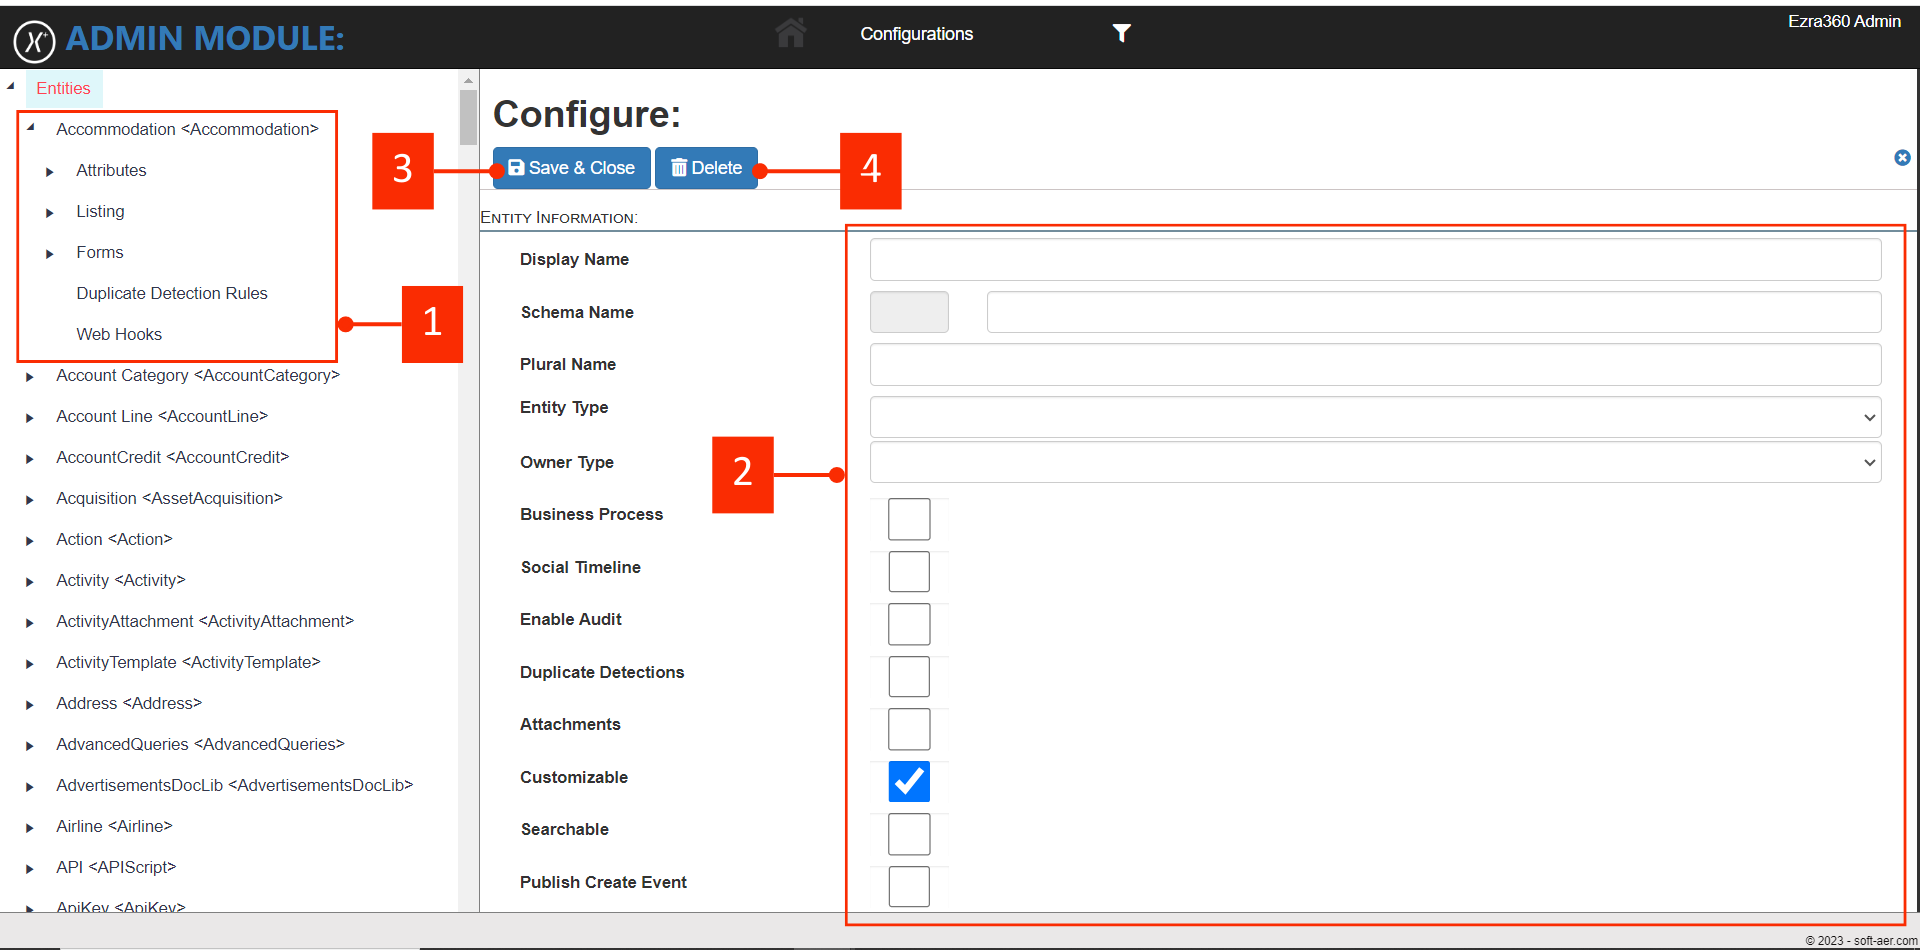 X+ ADMIN MODULE:
Configurations
Ezra360 Admin
Entities
Accommodation <Accommodation>
Attributes
Listing
Forms
Duplicate Detection Rules
Web Hooks
Account Category <AccountCategory>
Account Line <AccountLine>
AccountCredit <AccountCredit>
Acquisition <AssetAcquisition>
Action <Action>
Activity <Activity>
ActivityAttachment <ActivityAttachment>
ActivityTemplate <ActivityTemplate>
Address <Address>
AdvancedQueries <AdvancedQueries>
AdvertisementsDocLib <AdvertisementsDocLib>
Airline <Airline>
API <APIScript>
ApiKey <ApiKey>
1
Configure:
3
Save & Close
Delete
4
ENTITY INFORMATION:
Display Name
Schema Name
Plural Name
Entity Type
Owner Type
2
Business Process
Social Timeline
Enable Audit
Duplicate Detections
Attachments
Customizable
Searchable
Publish Create Event
© 2023 - soft-aer.com